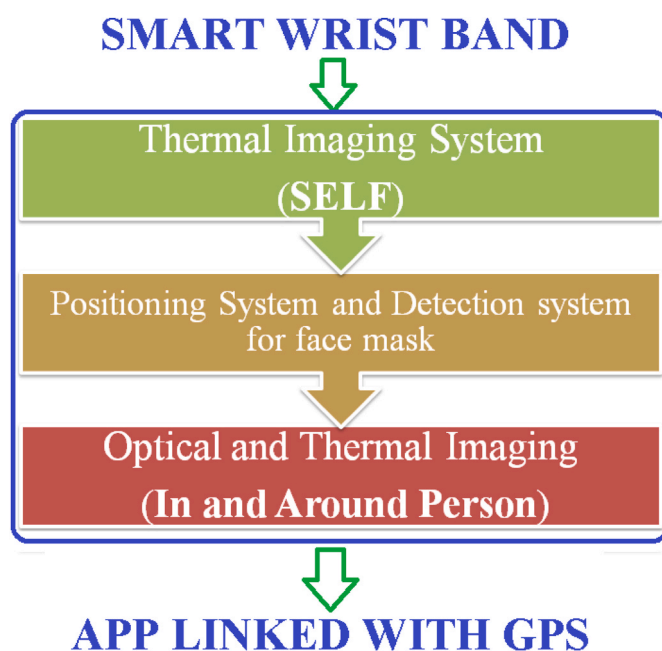 SMART WRIST BAND
Thermal Imaging System
(SELF)
Positioning System and Detection system
for face mask
Optical and Thermal Imaging
(In and Around Person)
APP LINKED WITH GPS